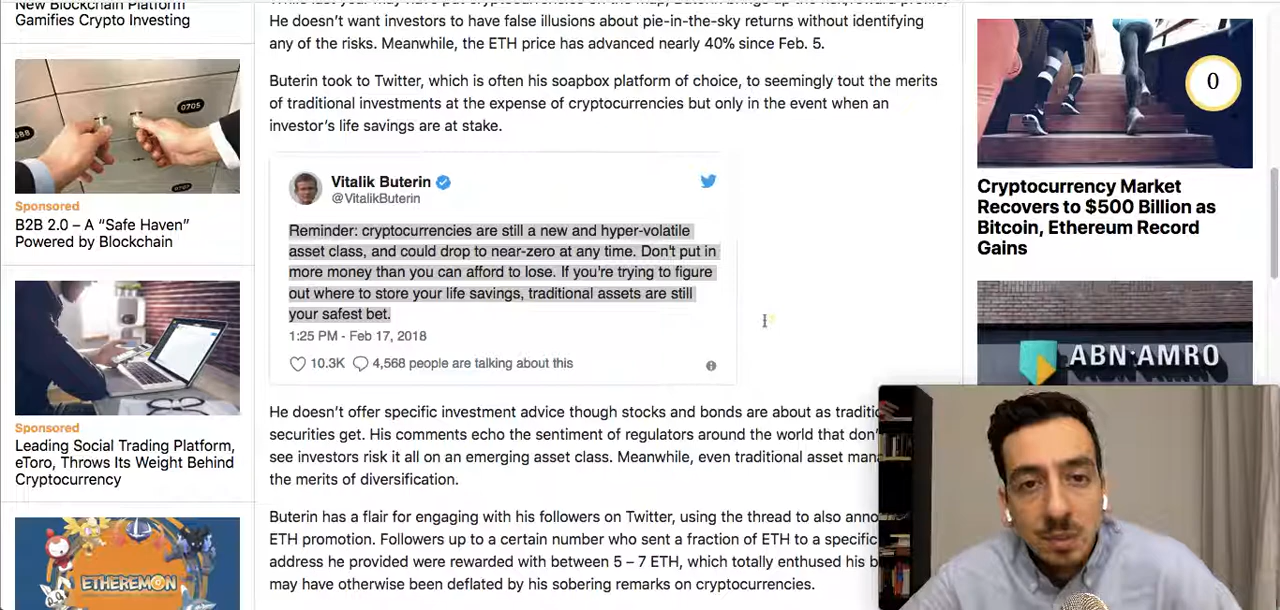 New Blockchain Platform
Gamifies Crypto Investing
0705
Sponsored
B2B 2.0 – A “Safe Haven”
Powered by Blockchain
Sponsored
Leading Social Trading Platform,
eToro, Throws Its Weight Behind
Cryptocurrency
ETHEREMON
He doesn’t want investors to have false illusions about pie-in-the-sky returns without identifying
any of the risks. Meanwhile, the ETH price has advanced nearly 40% since Feb. 5.
Buterin took to Twitter, which is often his soapbox platform of choice, to seemingly tout the merits
of traditional investments at the expense of cryptocurrencies but only in the event when an
investor’s life savings are at stake.
Vitalik Buterin
@VitalikButerin
Reminder: cryptocurrencies are still a new and hyper-volatile
asset class, and could drop to near-zero at any time. Don't put in
more money than you can afford to lose. If you're trying to figure
out where to store your life savings, traditional assets are still
your safest bet.
1:25 PM - Feb 17, 2018
10.3K 4,568 people are talking about this
He doesn’t offer specific investment advice though stocks and bonds are about as
securities get. His comments echo the sentiment of regulators around the world that
see investors risk it all on an emerging asset class. Meanwhile, even traditional asset
the merits of diversification.
Buterin has a flair for engaging with his followers on Twitter, using the thread to also
ETH promotion. Followers up to a certain number who sent a fraction of ETH to a specific
address he provided were rewarded with between 5 – 7 ETH, which totally enthused his
may have otherwise been deflated by his sobering remarks on cryptocurrencies.
0
Cryptocurrency Market
Recovers to $500 Billion as
Bitcoin, Ethereum Record
Gains
ABN·AMRO